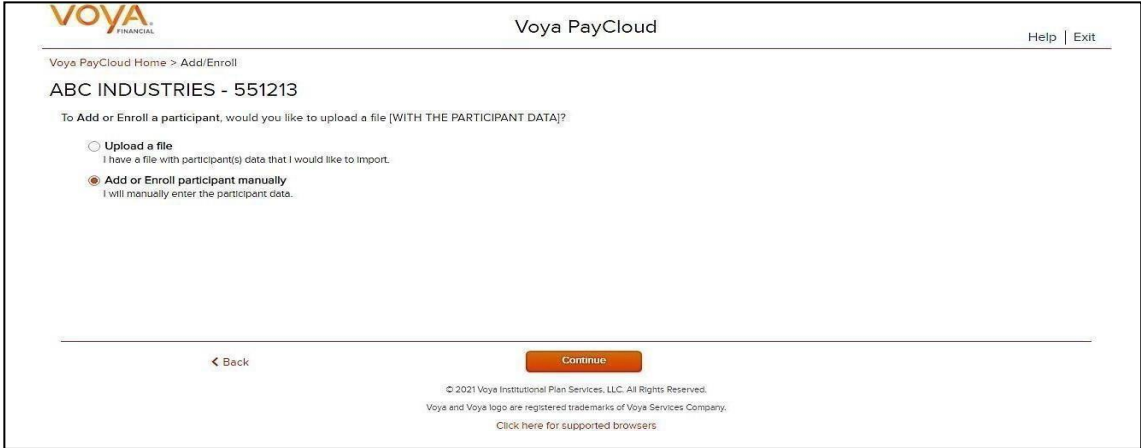 VOYA.
FINANCIAL
Voya PayCloud
Help | Exit
Voya PayCloud Home > Add/Enroll
ABC INDUSTRIES - 551213
To Add or Enroll a participant, would you like to upload a file [WITH THE PARTICIPANT DATA]?
Upload a file
I have a file with participant(s) data that I would like to import.
Add or Enroll participant manually
I will manually enter the participant data.
Back
Continue
© 2021 Voya Institutional Plan Services, LLC. All Rights Reserved.
Voya and Voya logo are registered trademarks of Voya Services Company.
Click here for supported browsers